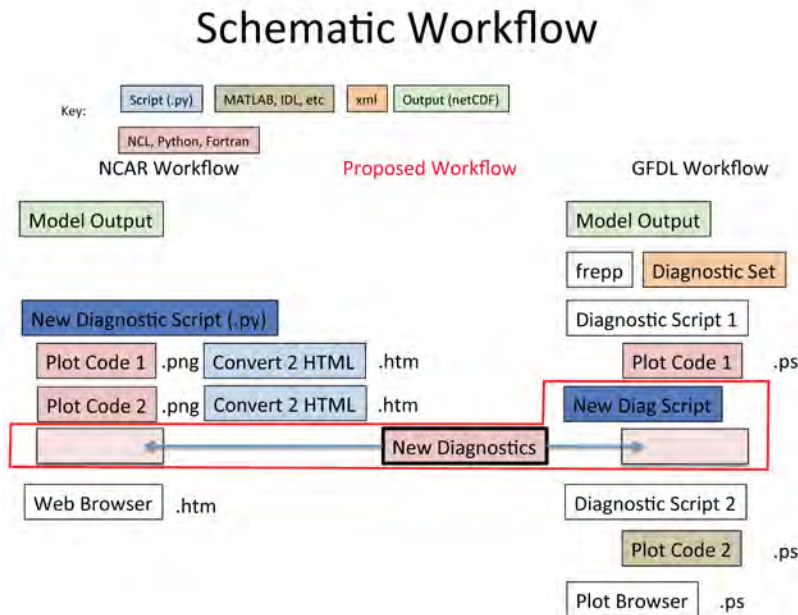 Schematic Workflow
Key: Script (.py) MATLAB, IDL, etc xml Output (netCDF)
NCL, Python, Fortran
NCAR Workflow Proposed Workflow GFDL Workflow
Model Output Model Output
frepp Diagnostic Set
New Diagnostic Script (.py) Diagnostic Script 1
Plot Code 1 .png Convert 2 HTML .htm Plot Code 1 .ps
Plot Code 2 .png Convert 2 HTML .htm New Diag Script
New Diagnostics
Web Browser .htm Diagnostic Script 2
Plot Code 2 .ps
Plot Browser .ps